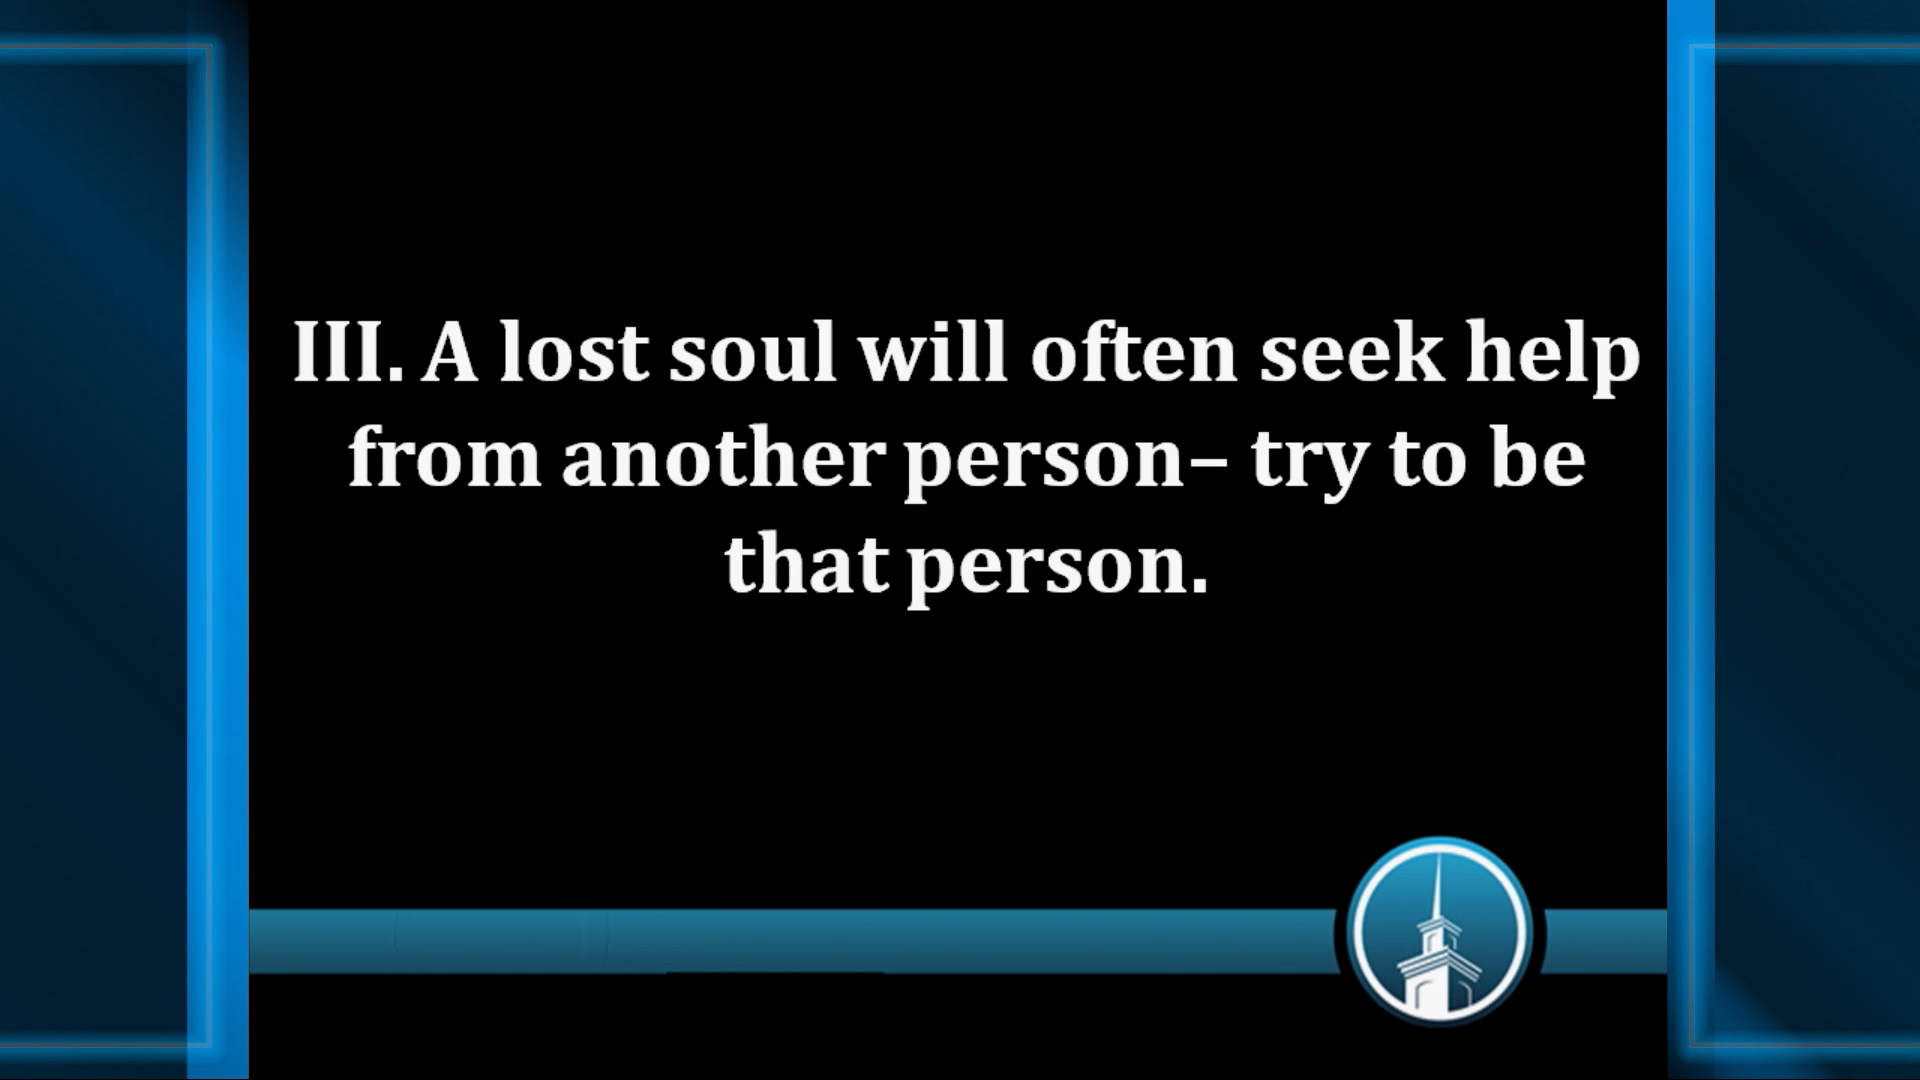 III. A lost soul will often seek help
from another person– try to be
that person.